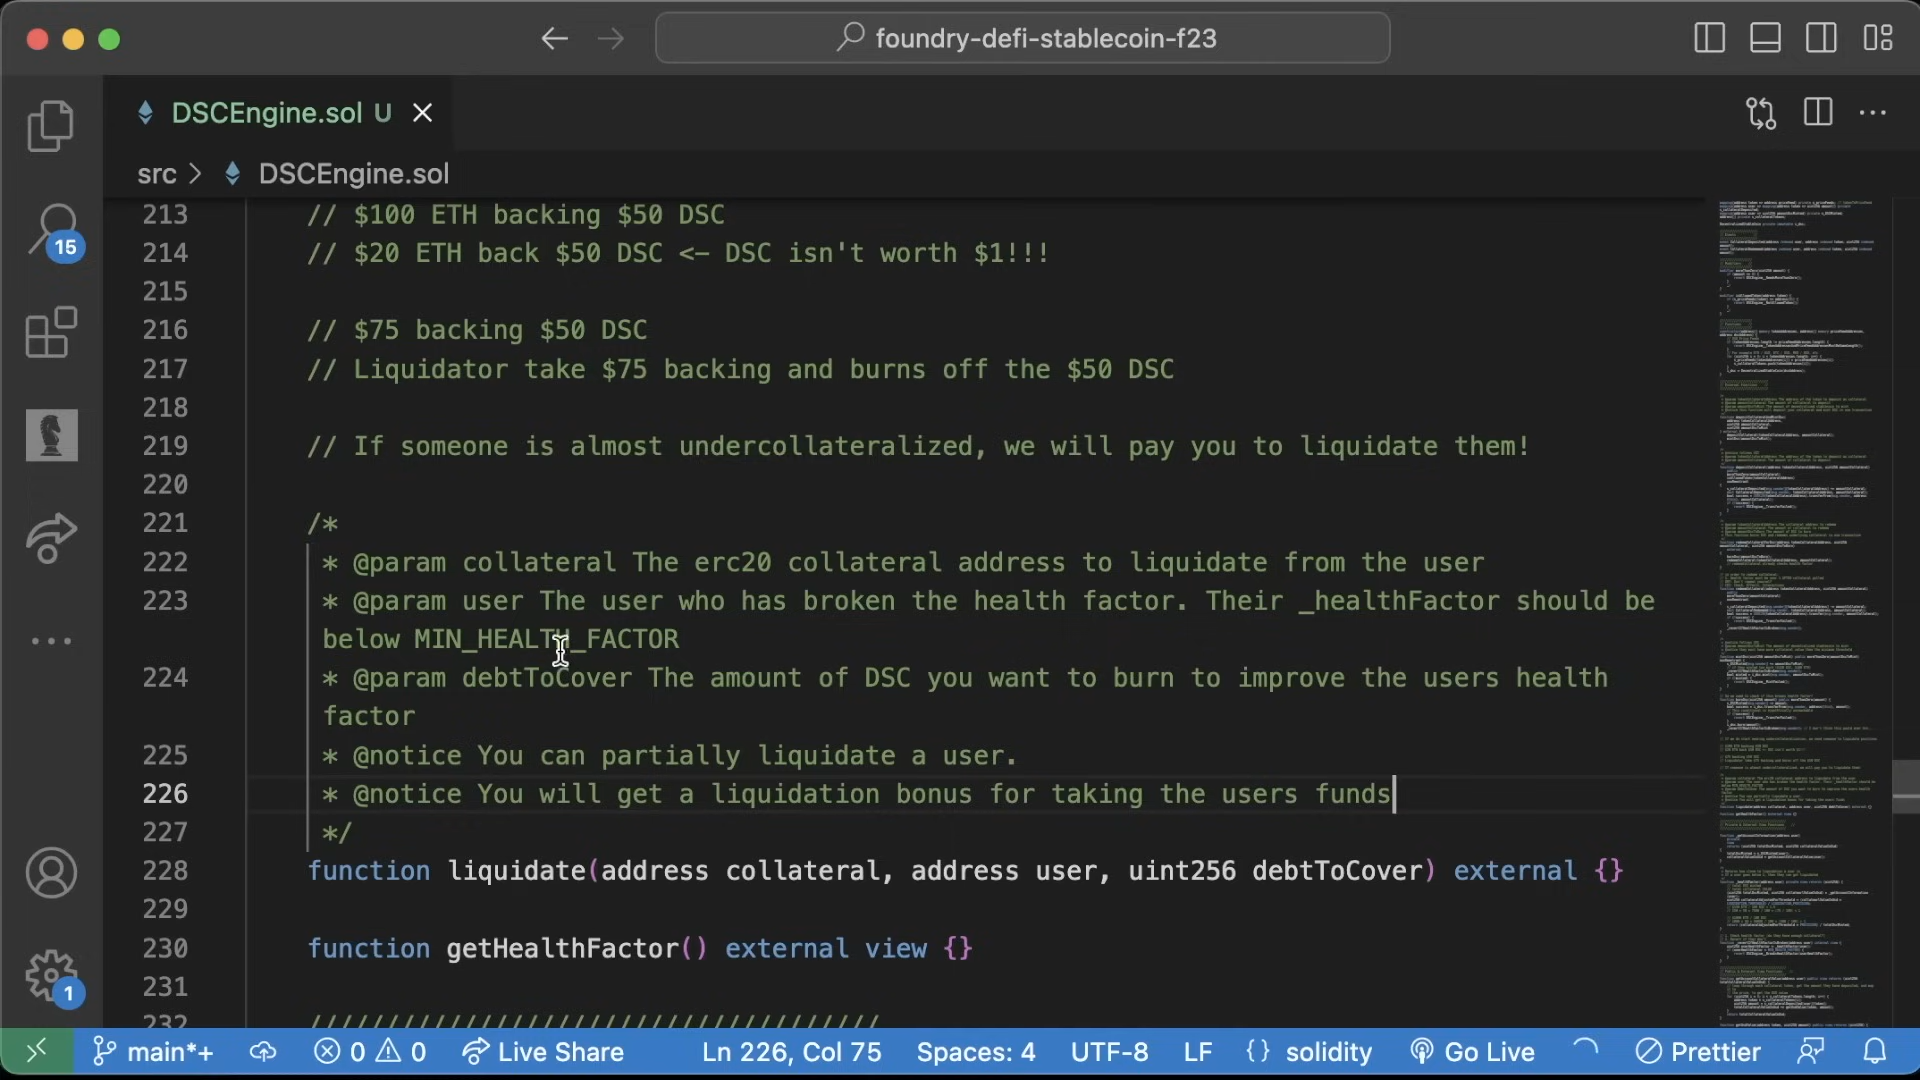 foundry-defi-stablecoin-f23
DSCEngine.sol U
src > DSCEngine.sol
213 // $100 ETH backing $50 DSC
214 // $20 ETH back $50 DSC <- DSC isn't worth $1!!!
215
216 // $75 backing $50 DSC
217 // Liquidator take $75 backing and burns off the $50 DSC
218
219 // If someone is almost undercollateralized, we will pay you to liquidate them!
220
221 /*
222 * @param collateral The erc20 collateral address to liquidate from the user
223 * @param user The user who has broken the health factor. Their _healthFactor should be
below MIN_HEALTH_FACTOR
224 * @param debtToCover The amount of DSC you want to burn to improve the users health
factor
225 * @notice You can partially liquidate a user.
226 * @notice You will get a liquidation bonus for taking the users funds
227 */
228 function liquidate(address collateral, address user, uint256 debtToCover) external {}
229
230 function getHealthFactor() external view {}
231
232 /////////////////////////////////////
15
1
main*+ 0 0 Live Share Ln 226, Col 75 Spaces: 4 UTF-8 LF {} solidity Go Live Prettier